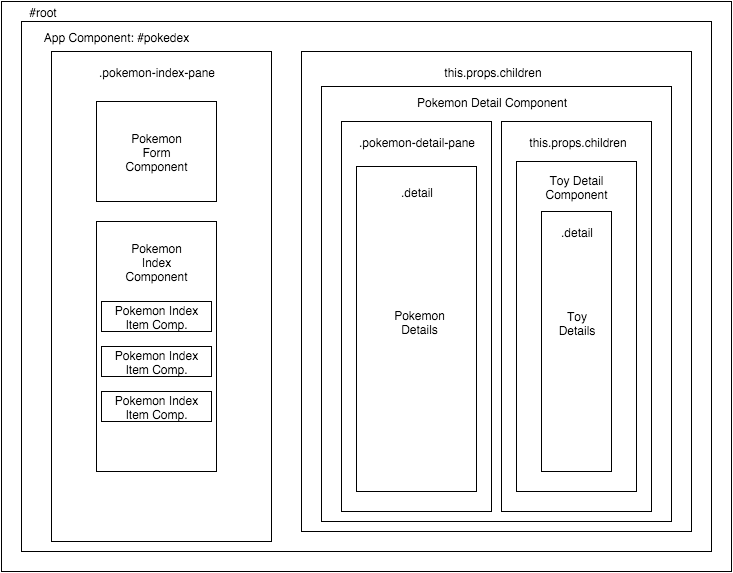 #root
App Component: #pokedex
.pokemon-index-pane
Pokemon
Form
Component
Pokemon
Index
Component
Pokemon Index
Item Comp.
Pokemon Index
Item Comp.
Pokemon Index
Item Comp.
this.props.children
Pokemon Detail Component
.pokemon-detail-pane
.detail
Pokemon
Details
this.props.children
Toy Detail
Component
.detail
Toy
Details